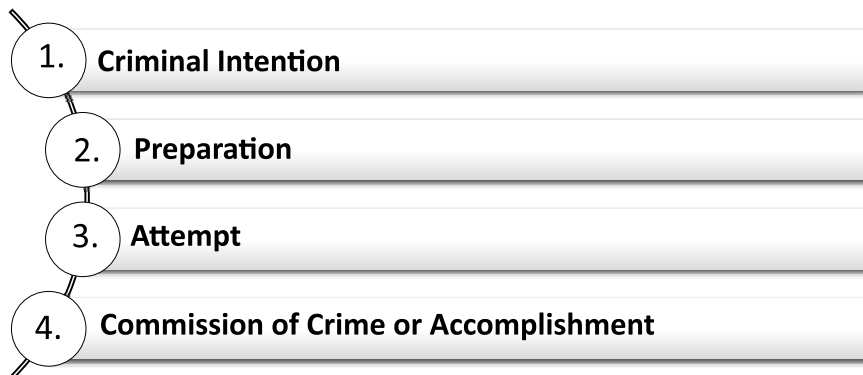 1. Criminal Intention
2. Preparation
3. Attempt
4. Commission of Crime or Accomplishment